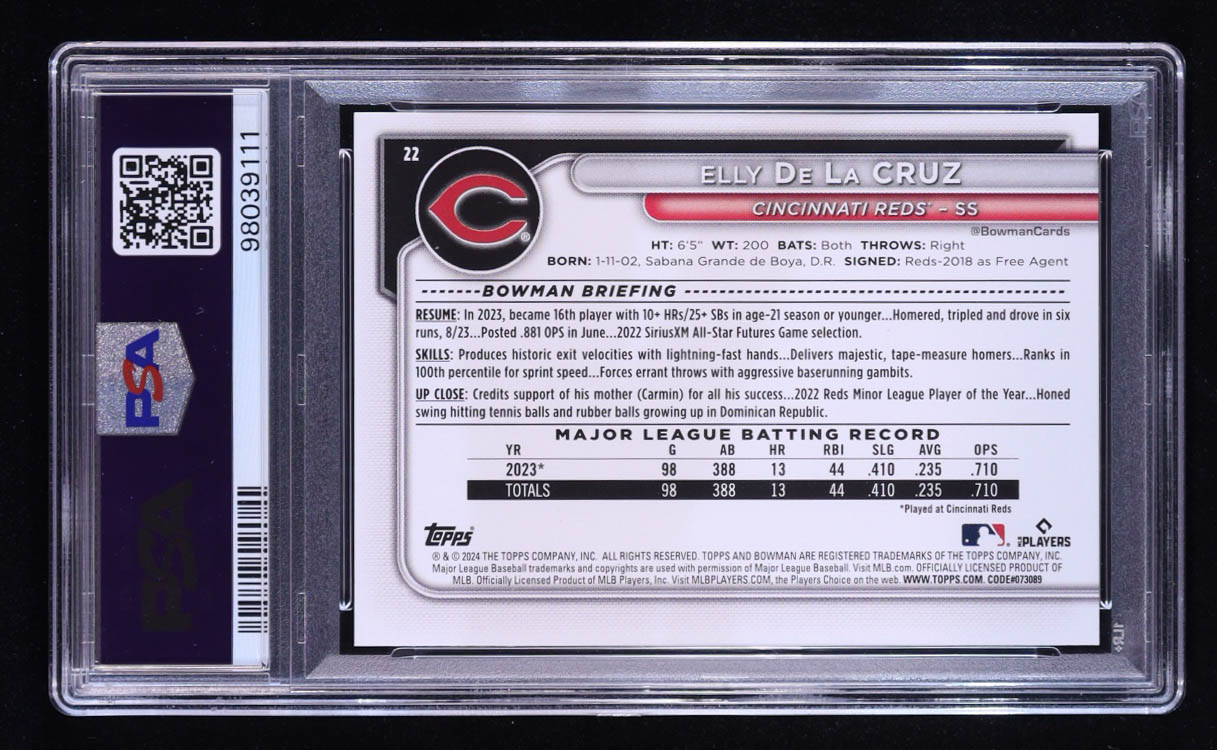 98039111
PSA
PSA
22
ELLY DE LA CRUZ
CINCINNATI REDS® – SS
@BowmanCards
HT: 6'5" WT: 200 BATS: Both THROWS: Right
BORN: 1-11-02, Sabana Grande de Boya, D.R. SIGNED: Reds-2018 as Free Agent
-------BOWMAN BRIEFING -------
RESUME: In 2023, became 16th player with 10+ HRs/25+ SBs in age-21 season or younger...Homered, tripled and drove in six
runs, 8/23...Posted .881 OPS in June...2022 SiriusXM All-Star Futures Game selection.
SKILLS: Produces historic exit velocities with lightning-fast hands...Delivers majestic, tape-measure homers...Ranks in
100th percentile for sprint speed...Forces errant throws with aggressive baserunning gambits.
UP CLOSE: Credits support of his mother (Carmin) for all his success...2022 Reds Minor League Player of the Year...Honed
swing hitting tennis balls and rubber balls growing up in Dominican Republic.
MAJOR LEAGUE BATTING RECORD
YR G AB HR RBI SLG AVG OPS
2023* 98 388 13 44 .410 .235 .710
TOTALS 98 388 13 44 .410 .235 .710
*Played at Cincinnati Reds
topps®
MLB PLAYERS
® & © 2024 THE TOPPS COMPANY, INC. ALL RIGHTS RESERVED. TOPPS AND BOWMAN ARE REGISTERED TRADEMARKS OF THE TOPPS COMPANY, INC.
Major League Baseball trademarks and copyrights are used with permission of Major League Baseball. Visit MLB.com. OFFICIALLY LICENSED PRODUCT OF
MLB. Officially Licensed Product of MLB Players, Inc. Visit MLBPLAYERS.COM, the Players Choice on the web. WWW.TOPPS.COM. CODE#073089